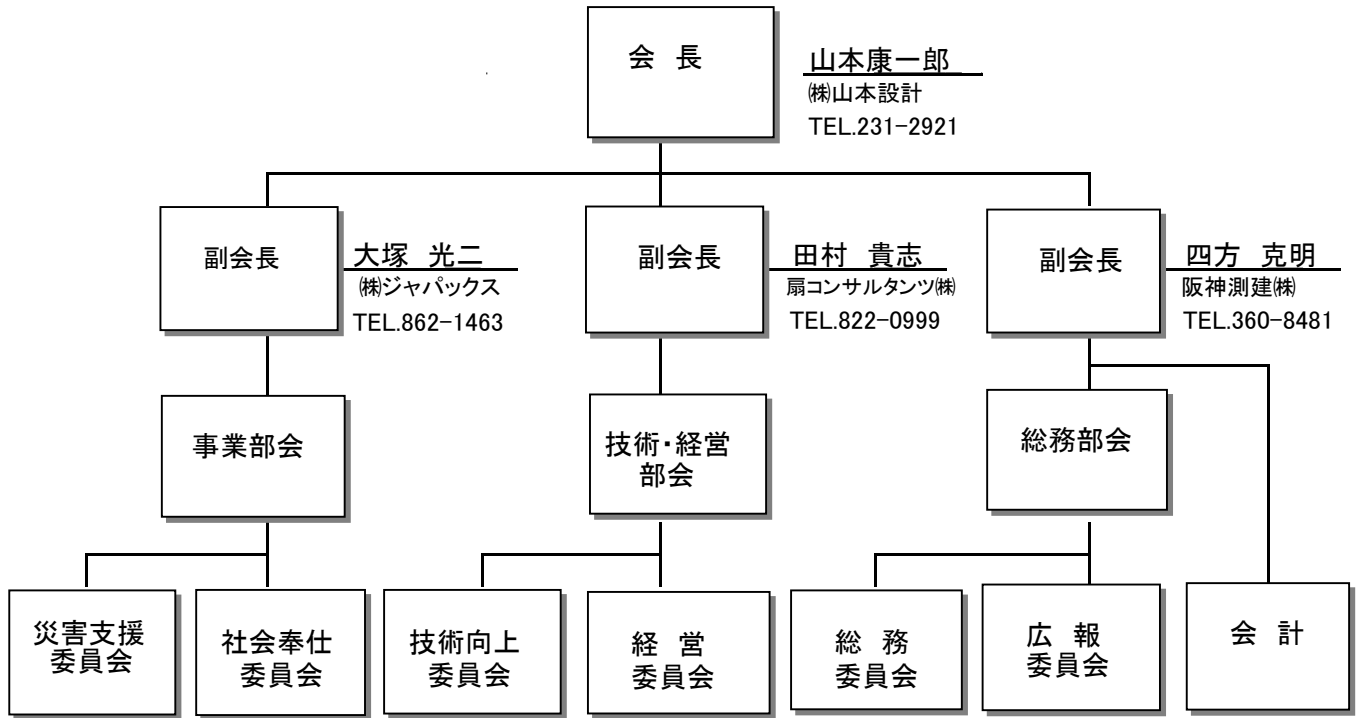 会 長
山本康一郎
㈱山本設計
TEL.231-2921
副会長
大塚 光二
㈱ジャパックス
TEL.862-1463
副会長
田村 貴志
扇コンサルタンツ㈱
TEL.822-0999
副会長
四方 克明
阪神測建㈱
TEL.360-8481
事業部会
技術・経営
部会
総務部会
災害支援
委員会
社会奉仕
委員会
技術向上
委員会
経 営
委員会
総 務
委員会
広 報
委員会
会 計